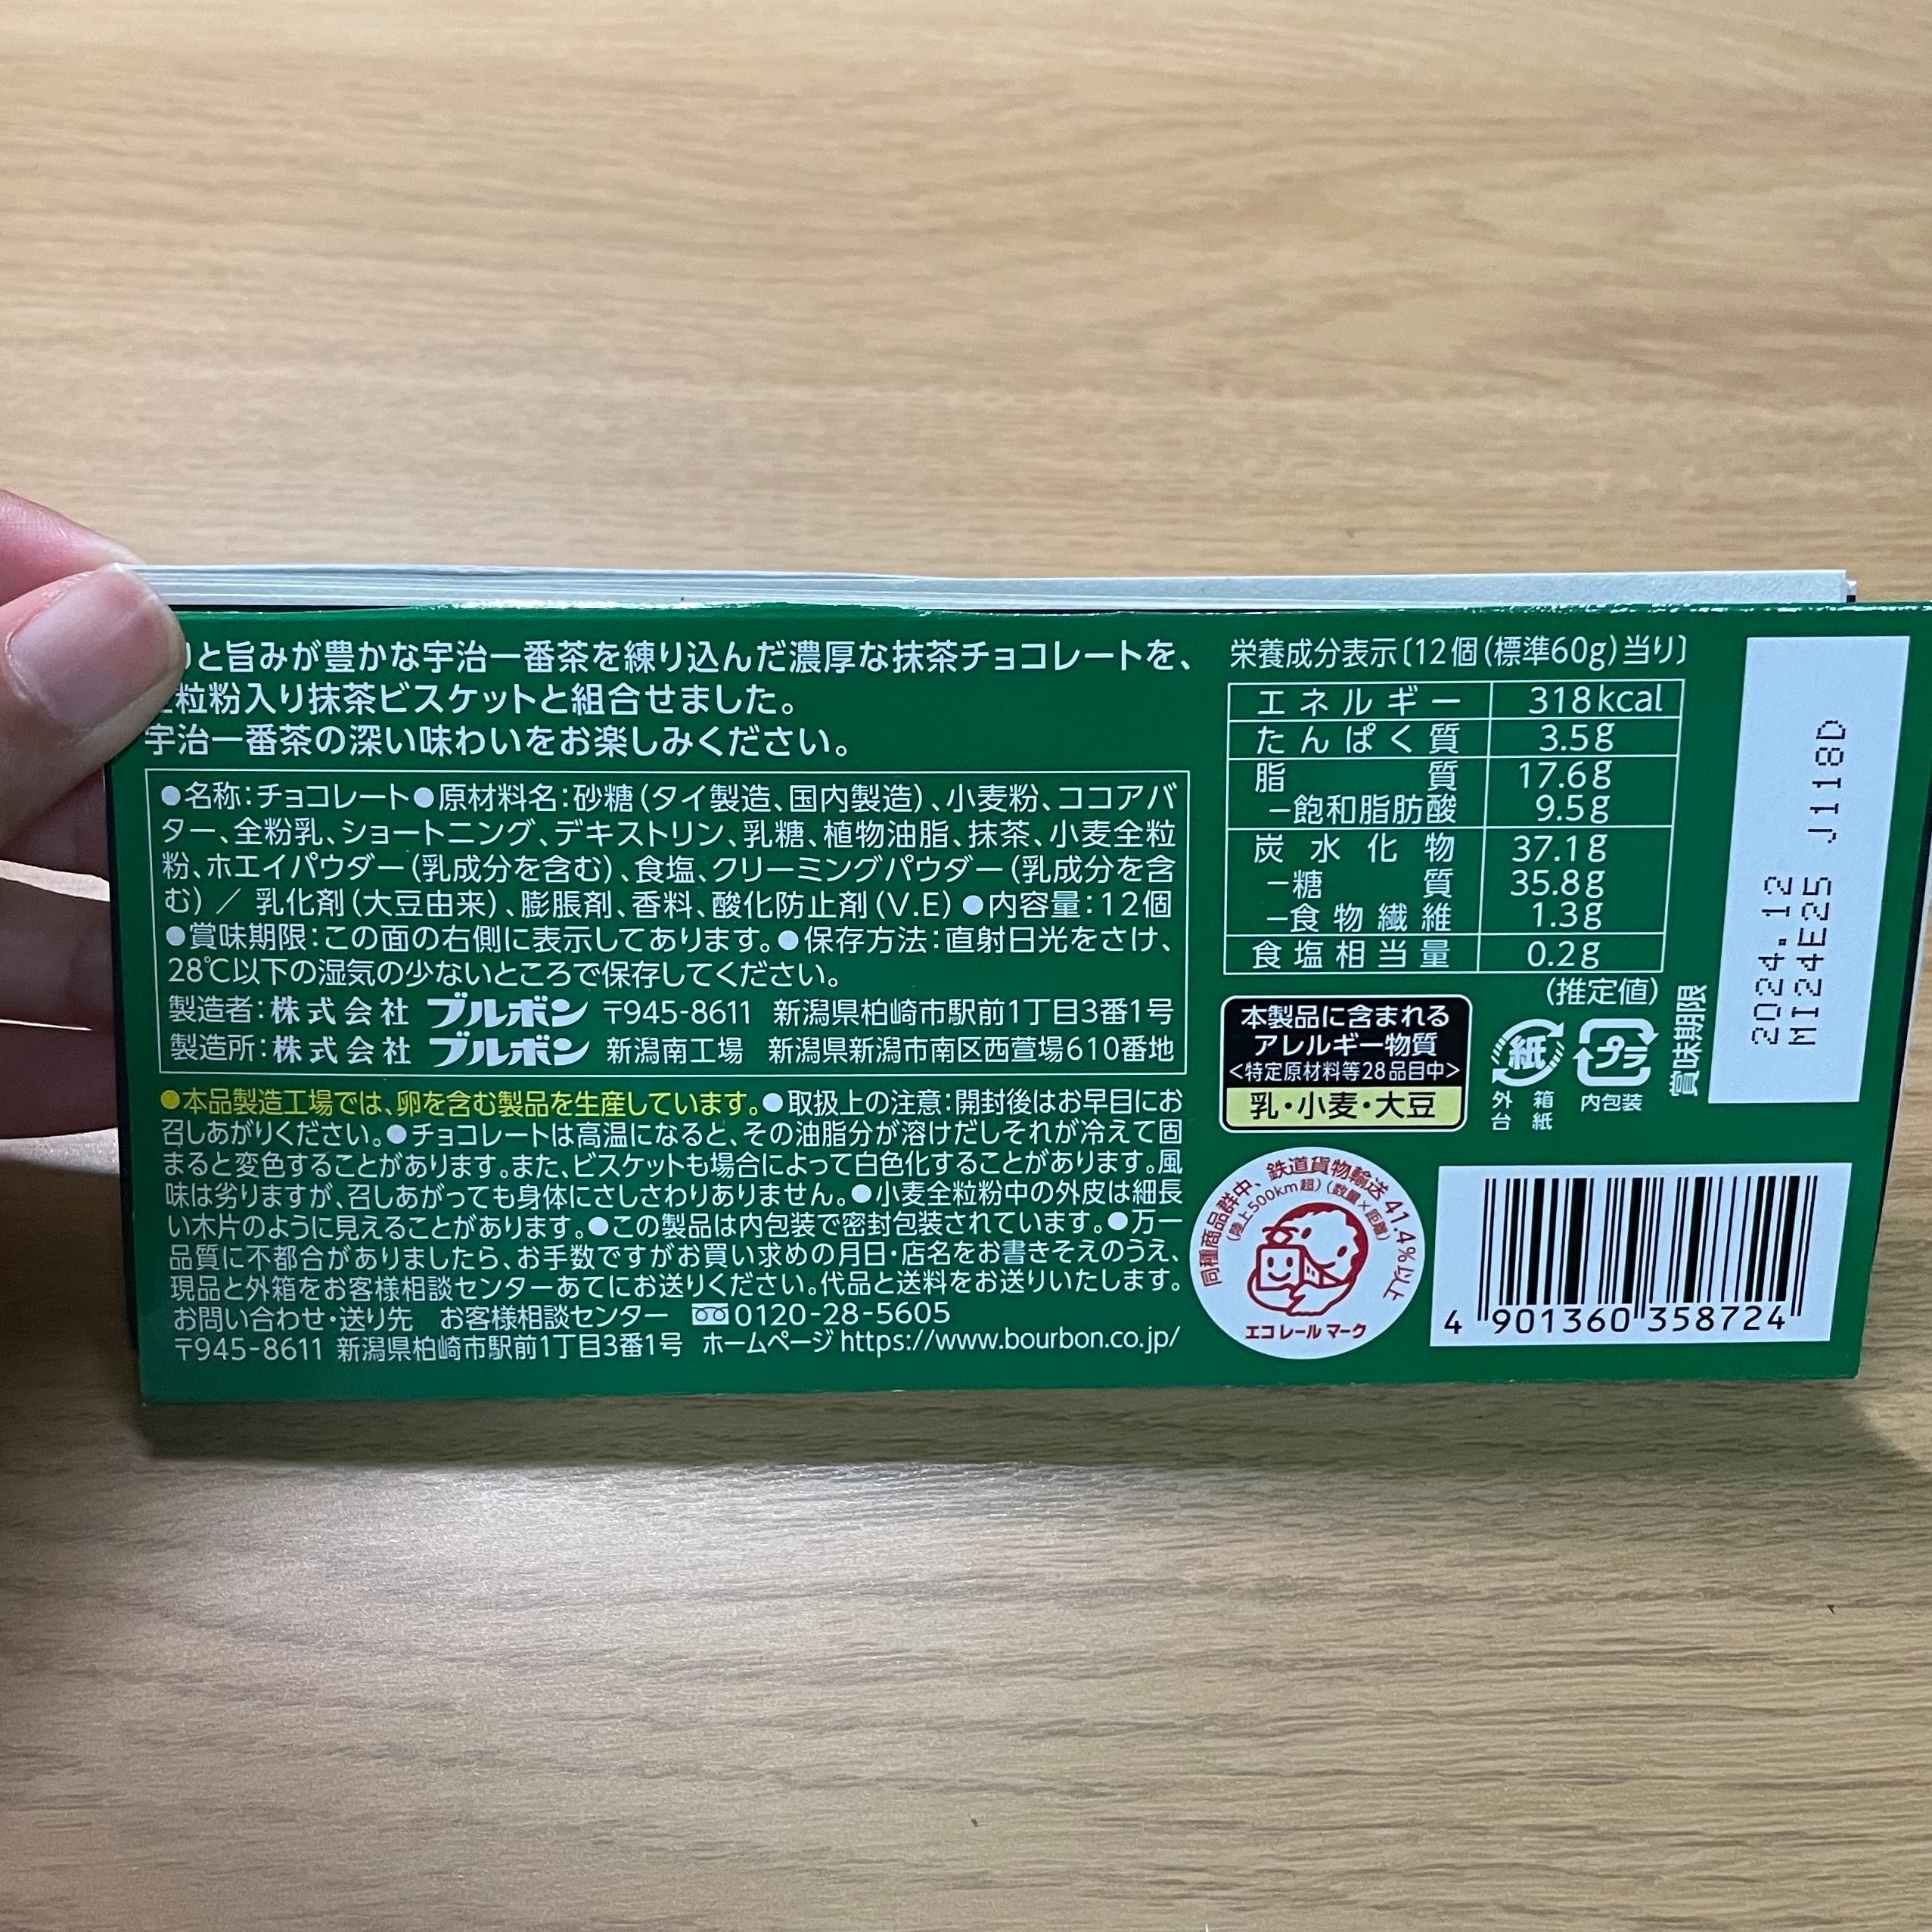 と旨みが豊かな宇治一番茶を練り込んだ濃厚な抹茶チョコレートを、
粒粉入り抹茶ビスケットと組合せました。
宇治一番茶の深い味わいをお楽しみください。
●名称:チョコレート●原材料名:砂糖(タイ製造、国内製造)、小麦粉、ココアバ
ター、全粉乳、ショートニング、デキストリン、乳糖、植物油脂、抹茶、小麦全粒
粉、ホエイパウダー(乳成分を含む)、食塩、クリーミングパウダー(乳成分を含
む) / 乳化剤(大豆由来)、膨脹剤、香料、酸化防止剤(V.E)●内容量:12個
●賞味期限:この面の右側に表示してあります。●保存方法:直射日光をさけ、
28℃以下の湿気の少ないところで保存してください。
製造者:株式会社 ブルボン 〒945-8611 新潟県柏崎市駅前1丁目3番1号
製造所:株式会社 ブルボン 新潟南工場 新潟県新潟市南区西萱場610番地
●本品製造工場では、卵を含む製品を生産しています。●取扱上の注意:開封後はお早目にお
召しあがりください。●チョコレートは高温になると、その油脂分が溶けだしそれが冷えて固
まると変色することがあります。また、ビスケットも場合によって白色化することがあります。風
味は劣りますが、召しあがっても身体にさしさわりありません。●小麦全粒粉中の外皮は細長
い木片のように見えることがあります。●この製品は内包装で密封包装されています。●万一
品質に不都合がありましたら、お手数ですがお買い求めの月日・店名をお書きそえのうえ、
現品と外箱をお客様相談センターあてにお送りください。代品と送料をお送りいたします。
お問い合わせ・送り先 お客様相談センター 0120-28-5605
〒945-8611 新潟県柏崎市駅前1丁目3番1号 ホームページ https://www.bourbon.co.jp/
栄養成分表示〔12個(標準60g)当り〕
エネルギー 318kcal
たんぱく質 3.5g
脂質 17.6g
−飽和脂肪酸 9.5g
炭水化物 37.1g
−糖質 35.8g
−食物繊維 1.3g
食塩相当量 0.2g
(推定値)
本製品に含まれる
アレルギー物質
<特定原材料等28品目中>
乳・小麦・大豆
紙
外箱
台紙
プラ
内包装
賞味期限
2024.12
MI24E25 J118D
同種商品群中、鉄道貨物輸送 41.4%以上
(陸上500km超)(数量×距離)
エコレールマーク
4 901360 358724